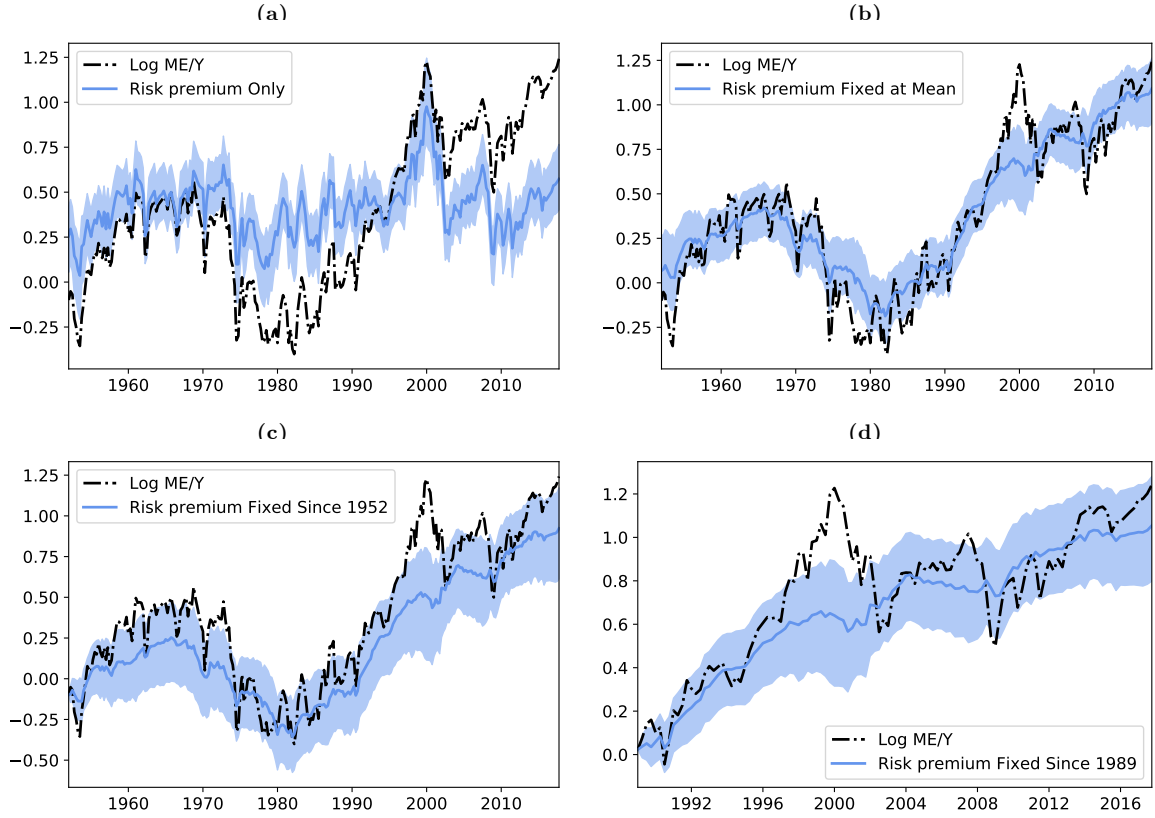 (a)
(b)
1.25
1.00
0.75
0.50
0.25
0.00
−0.25
Log ME/Y
Risk premium Only
1960 1970 1980 1990 2000 2010
1.25
1.00
0.75
0.50
0.25
0.00
−0.25
Log ME/Y
Risk premium Fixed at Mean
1960 1970 1980 1990 2000 2010
(c)
(d)
1.25
1.00
0.75
0.50
0.25
0.00
−0.25
−0.50
Log ME/Y
Risk premium Fixed Since 1952
1960 1970 1980 1990 2000 2010
1.2
1.0
0.8
0.6
0.4
0.2
0.0
Log ME/Y
Risk premium Fixed Since 1989
1992 1996 2000 2004 2008 2012 2016